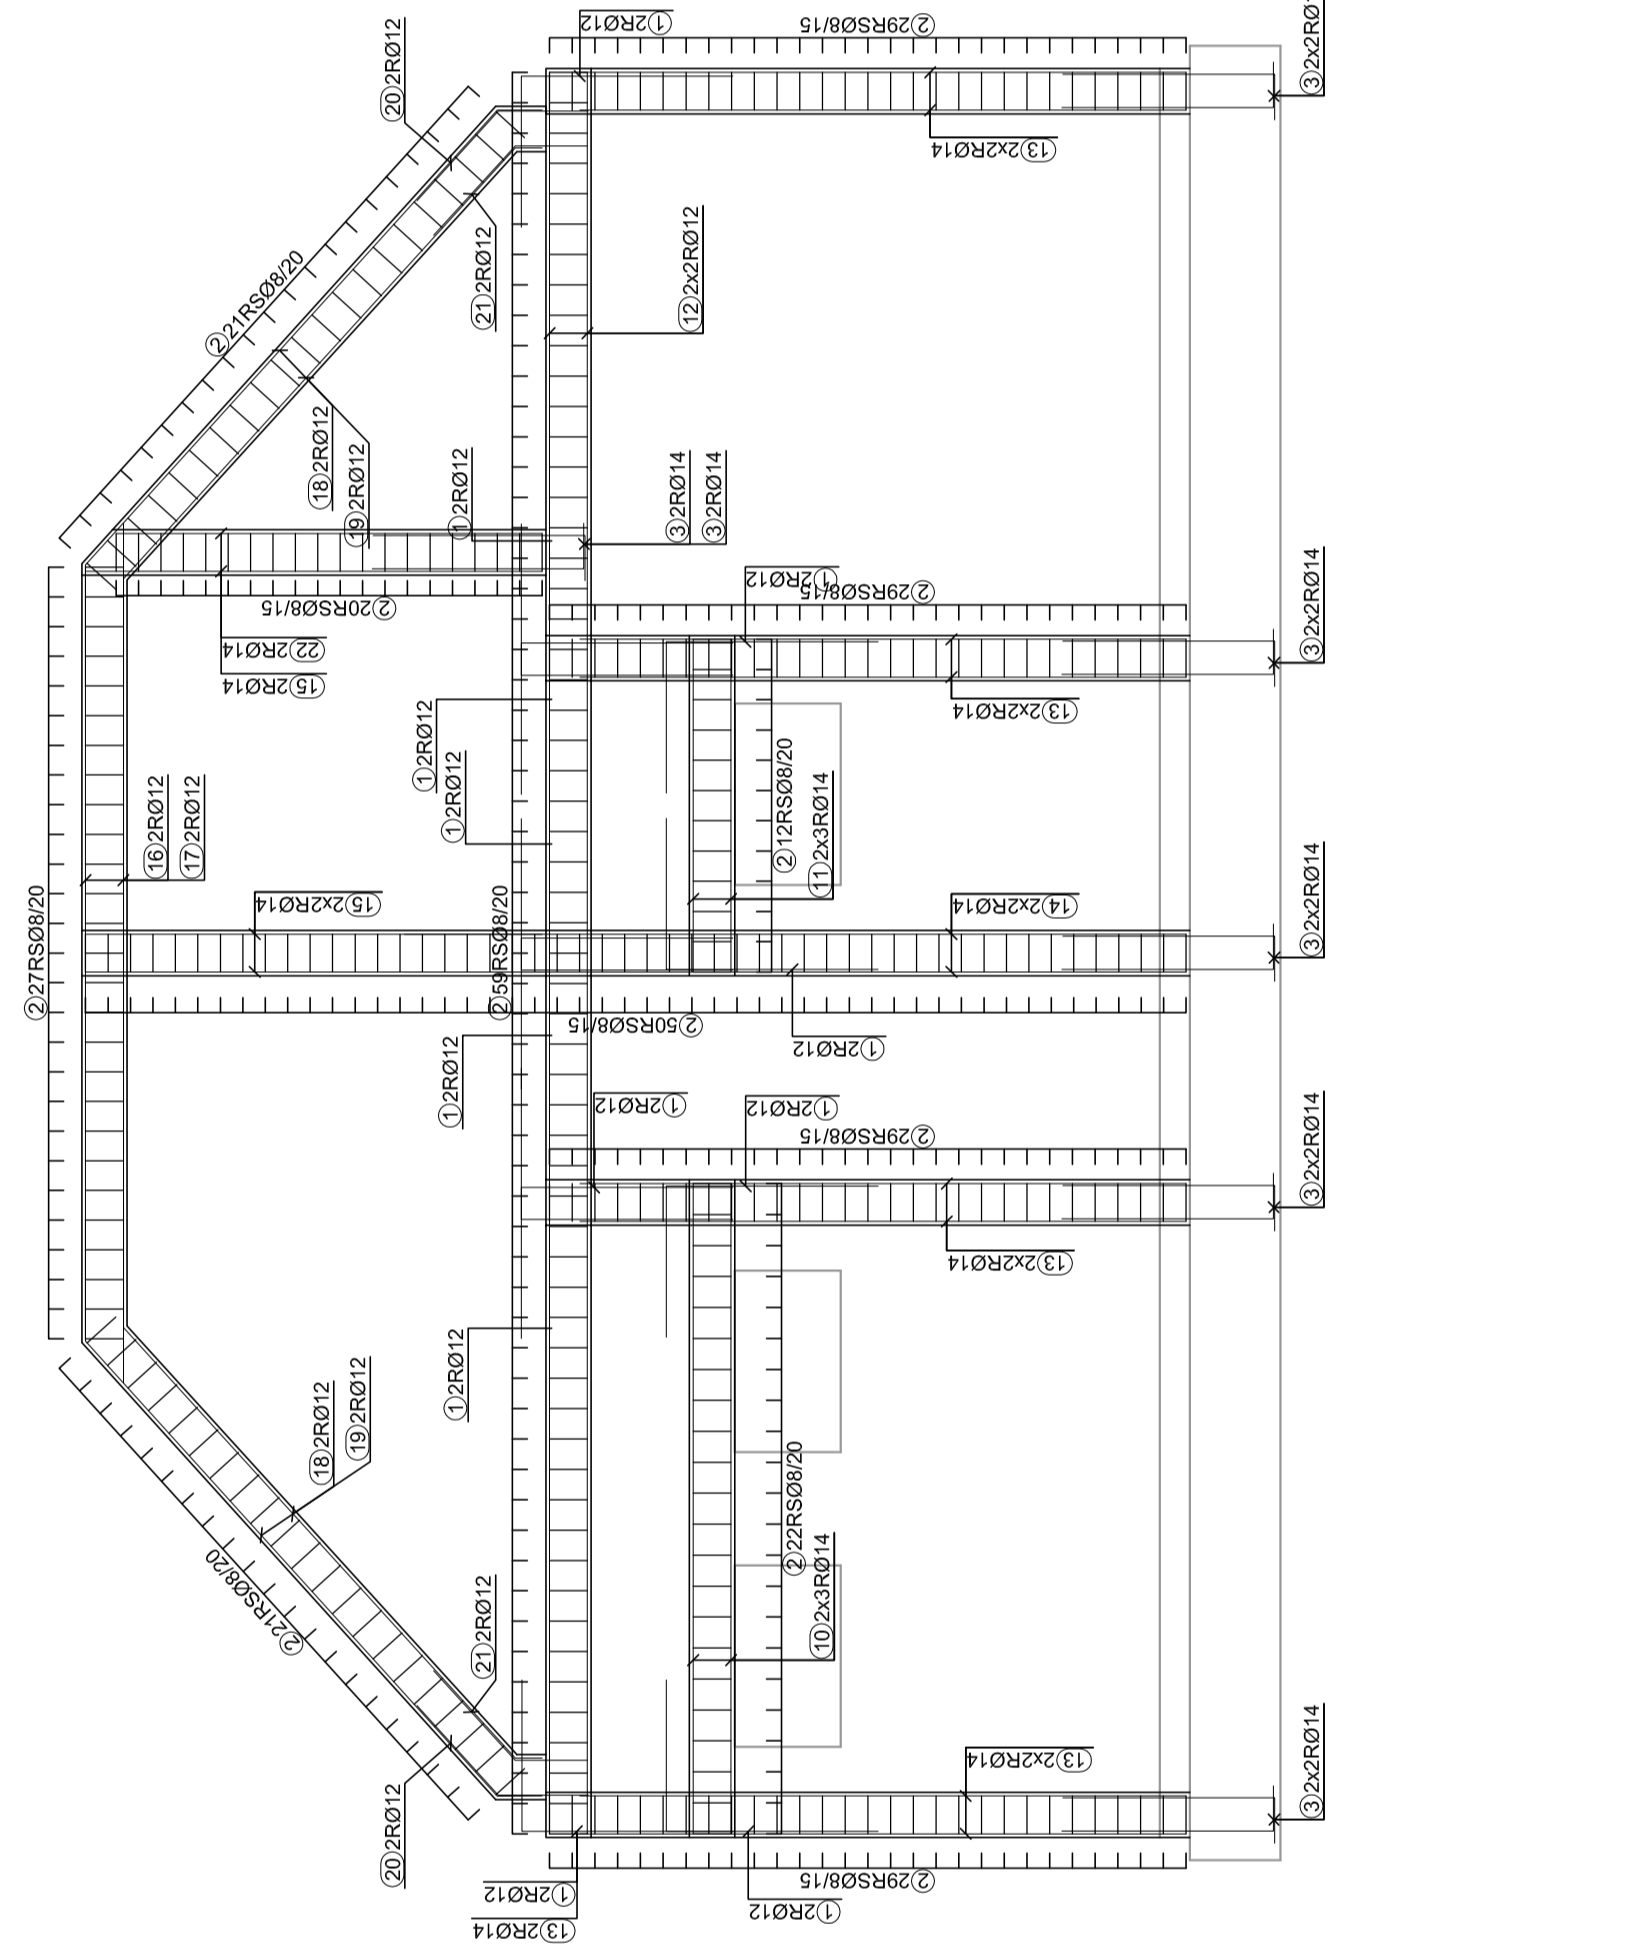 ①2RØ12
②29RSØ8/15
③2x2RØ1
⑳2RØ12
⑬2x2RØ14
②21RSØ8/20
㉑2RØ12
⑫2x2RØ12
⑱2RØ12
⑲2RØ12
①2RØ12
③2RØ14
③2RØ14
①2RØ12
②29RSØ8/15
③2x2RØ14
②20RSØ8/15
㉒2RØ14
⑮2RØ14
⑬2x2RØ14
①2RØ12
①2RØ12
②12RSØ8/20
⑪2x3RØ14
⑯2RØ12
⑰2RØ12
②27RSØ8/20
⑮2x2RØ14
②59RSØ8/20
⑭2x2RØ14
③2x2RØ14
②50RSØ8/15
①2RØ12
①2RØ12
①2RØ12
①2RØ12
②29RSØ8/15
③2x2RØ14
⑬2x2RØ14
①2RØ12
⑱2RØ12
⑲2RØ12
②22RSØ8/20
⑩2x3RØ14
②21RSØ8/20
㉑2RØ12
⑬2x2RØ14
③2x2RØ14
⑳2RØ12
②29RSØ8/15
①2RØ12
①2RØ12
⑬2RØ14